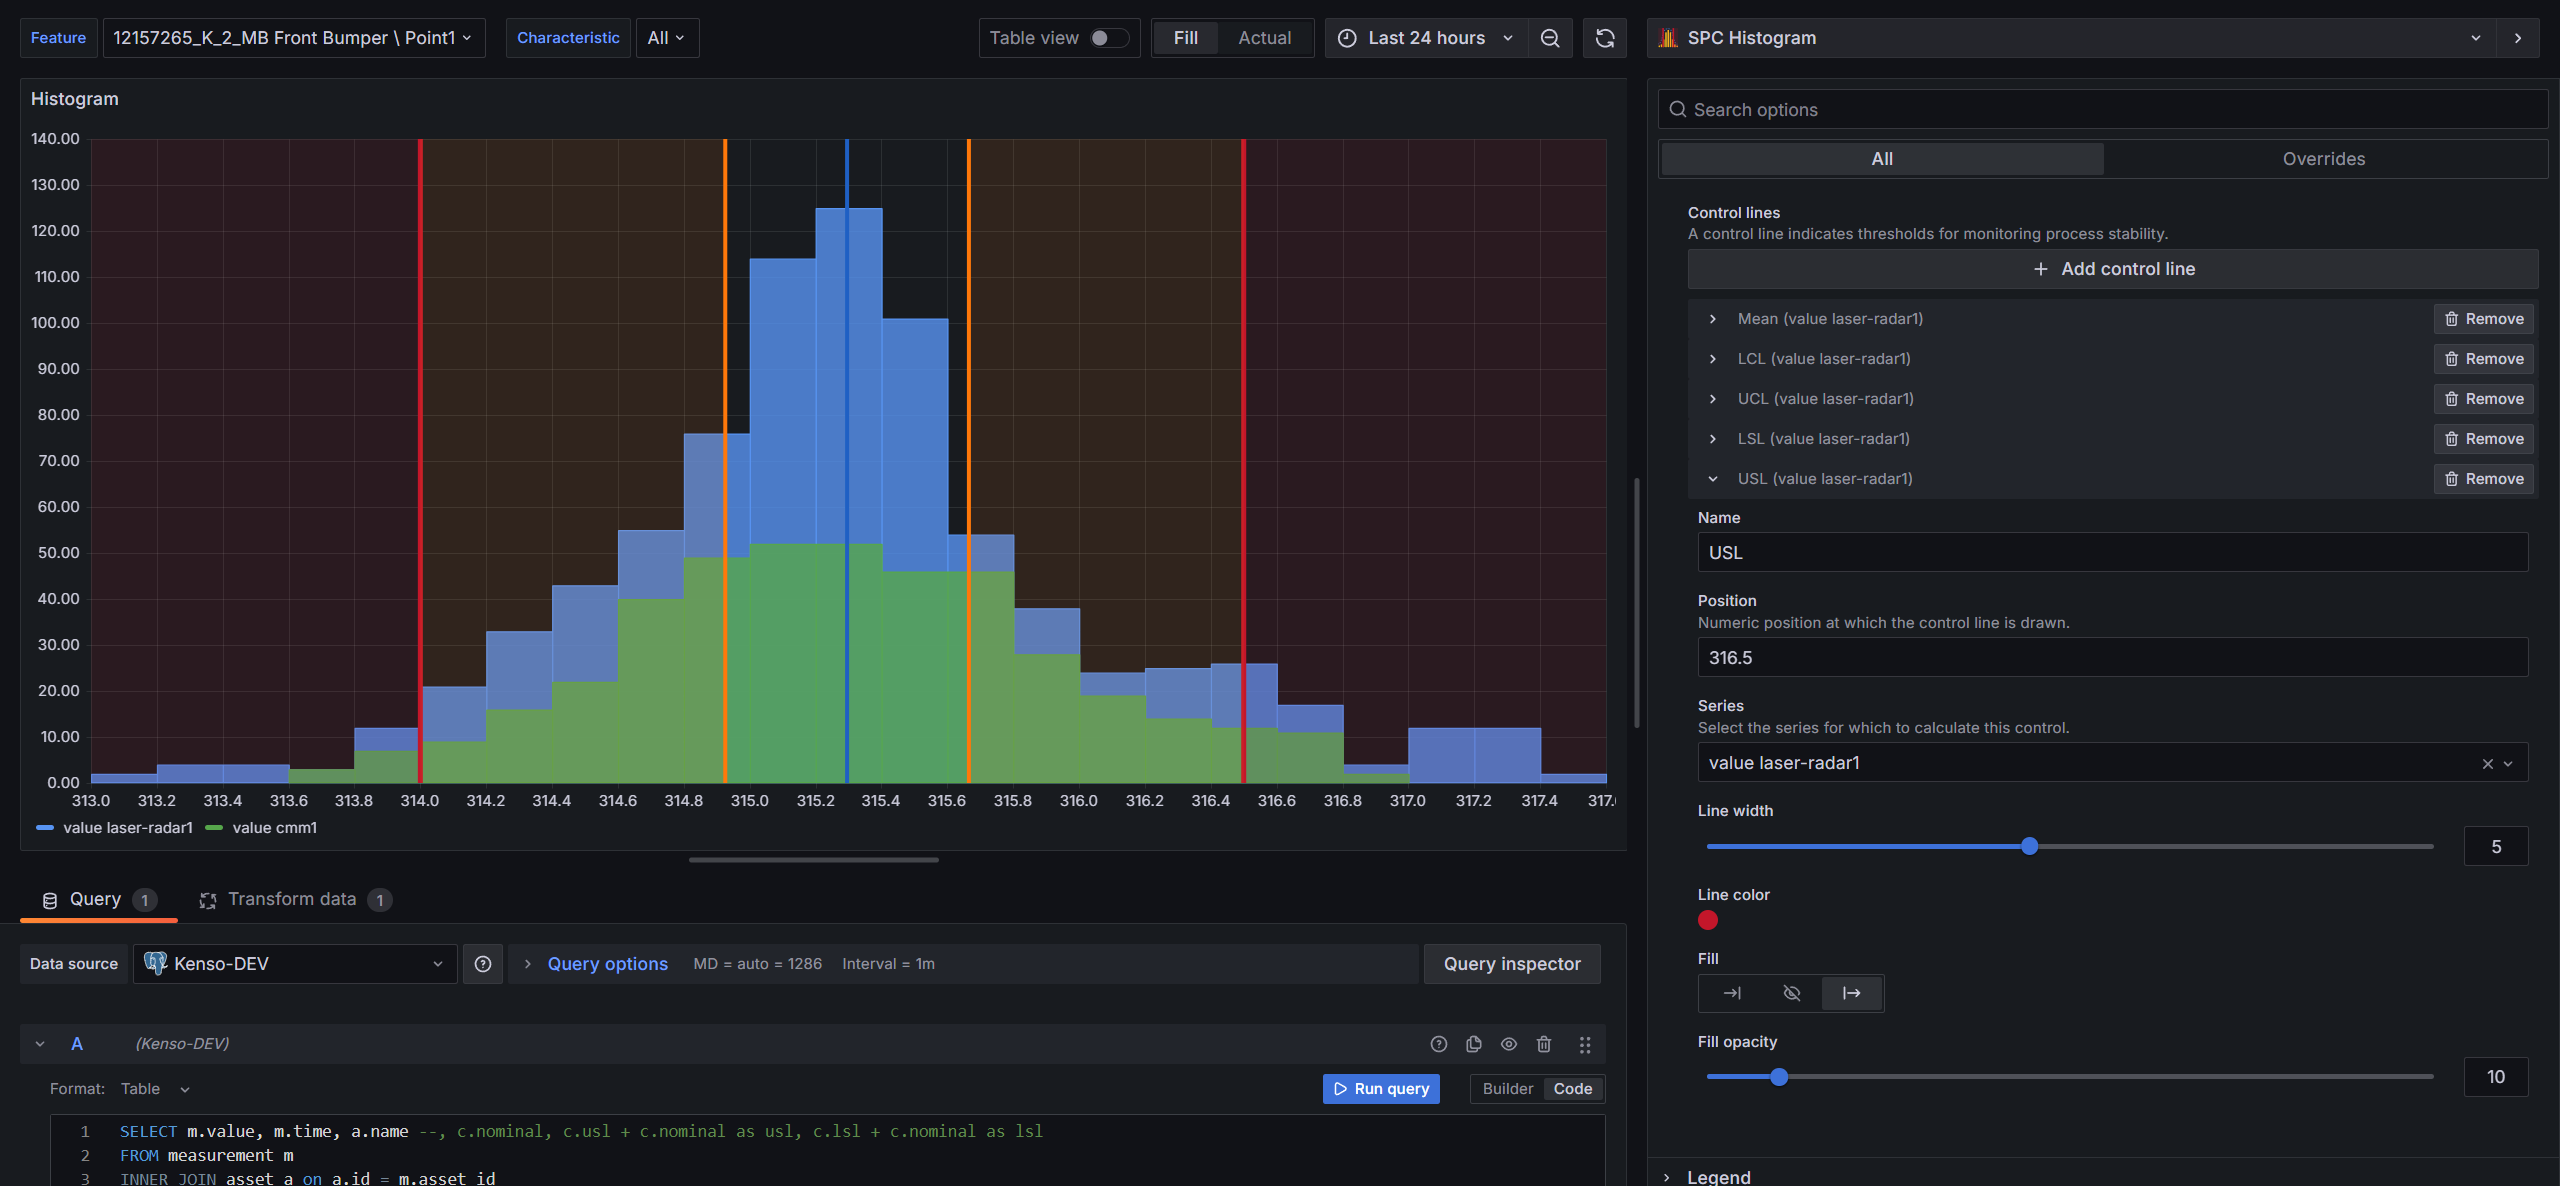 Feature
12157265_K_2_MB Front Bumper \ Point1
Characteristic
All
Table view
Fill
Actual
Last 24 hours
SPC Histogram
Histogram
140.00
130.00
120.00
110.00
100.00
90.00
80.00
70.00
60.00
50.00
40.00
30.00
20.00
10.00
0.00
313.0 313.2 313.4 313.6 313.8 314.0 314.2 314.4 314.6 314.8 315.0 315.2 315.4 315.6 315.8 316.0 316.2 316.4 316.6 316.8 317.0 317.2 317.4 317.
value laser-radar1 value cmm1
Query 1
Transform data 1
Data source
Kenso-DEV
Query options MD = auto = 1286 Interval = 1m
Query inspector
A (Kenso-DEV)
Format: Table
Run query
Builder Code
1 SELECT m.value, m.time, a.name --, c.nominal, c.usl + c.nominal as usl, c.lsl + c.nominal as lsl
2 FROM measurement m
3 INNER JOIN asset a on a.id = m.asset_id
Search options
All
Overrides
Control lines
A control line indicates thresholds for monitoring process stability.
Add control line
Mean (value laser-radar1) Remove
LCL (value laser-radar1) Remove
UCL (value laser-radar1) Remove
LSL (value laser-radar1) Remove
USL (value laser-radar1) Remove
Name
USL
Position
Numeric position at which the control line is drawn.
316.5
Series
Select the series for which to calculate this control.
value laser-radar1
Line width
5
Line color
Fill
Fill opacity
10
Legend